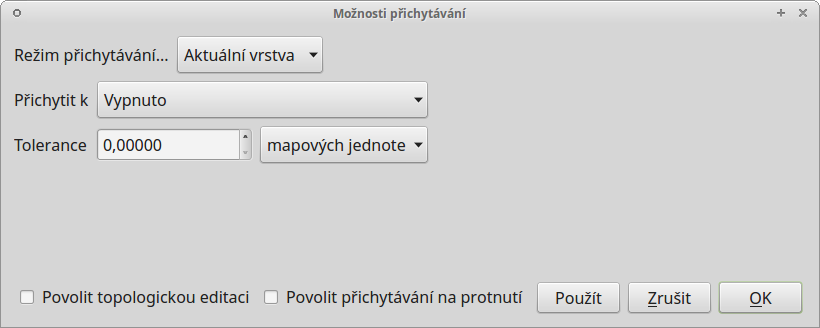 Možnosti přichytávání
Režim přichytávání... Aktuální vrstva
Přichytit k Vypnuto
Tolerance 0,00000 mapových jednote
Povolit topologickou editaci Povolit přichytávání na protnutí Použít Zrušit OK